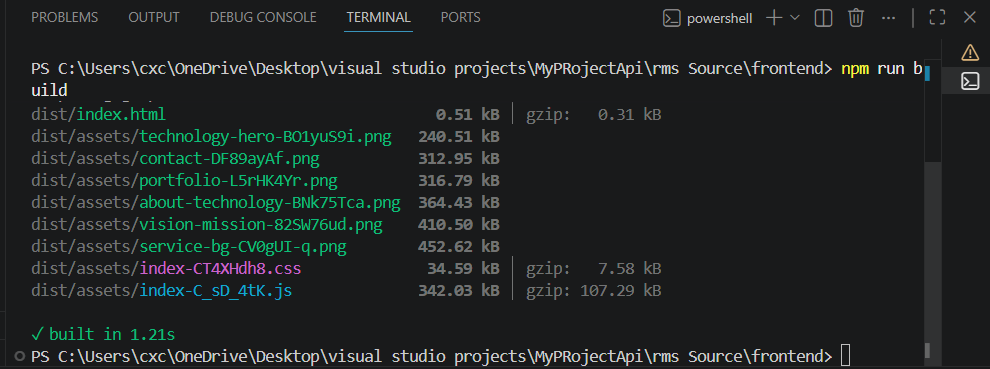 PROBLEMS OUTPUT DEBUG CONSOLE TERMINAL PORTS powershell
PS C:\Users\cxc\OneDrive\Desktop\visual studio projects\MyPRojectApi\rms Source\frontend> npm run b
uild
dist/index.html 0.51 kB │ gzip: 0.31 kB
dist/assets/technology-hero-BO1yuS9i.png 240.51 kB
dist/assets/contact-DF89ayAf.png 312.95 kB
dist/assets/portfolio-L5rHK4Yr.png 316.79 kB
dist/assets/about-technology-BNk75Tca.png 364.43 kB
dist/assets/vision-mission-82SW76ud.png 410.50 kB
dist/assets/service-bg-CV0gUI-q.png 452.62 kB
dist/assets/index-CT4XHdh8.css 34.59 kB │ gzip: 7.58 kB
dist/assets/index-C_sD_4tK.js 342.03 kB │ gzip: 107.29 kB
✓ built in 1.21s
PS C:\Users\cxc\OneDrive\Desktop\visual studio projects\MyPRojectApi\rms Source\frontend>